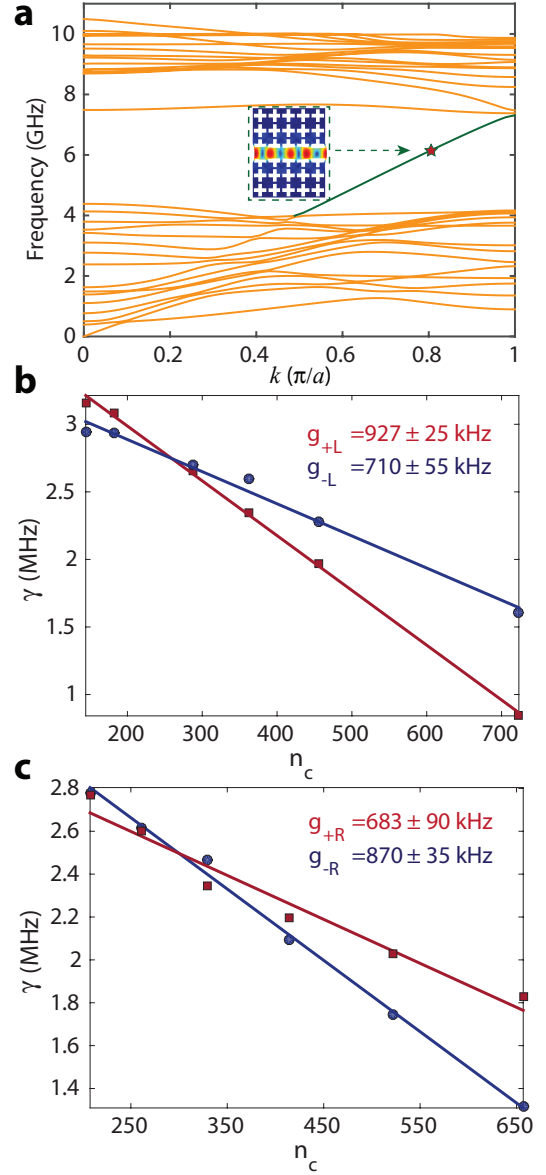 a
10
8
6
4
2
0
Frequency (GHz)
0
0.2
0.4
0.6
0.8
1
k (π/a)
b
g+L =927 ± 25 kHz
g-L =710 ± 55 kHz
3
2.5
2
1.5
1
γ (MHz)
200
300
400
500
600
700
n_c
c
g+R =683 ± 90 kHz
g-R =870 ± 35 kHz
2.8
2.6
2.4
2.2
2
1.8
1.6
1.4
γ (MHz)
250
350
450
550
650
n_c